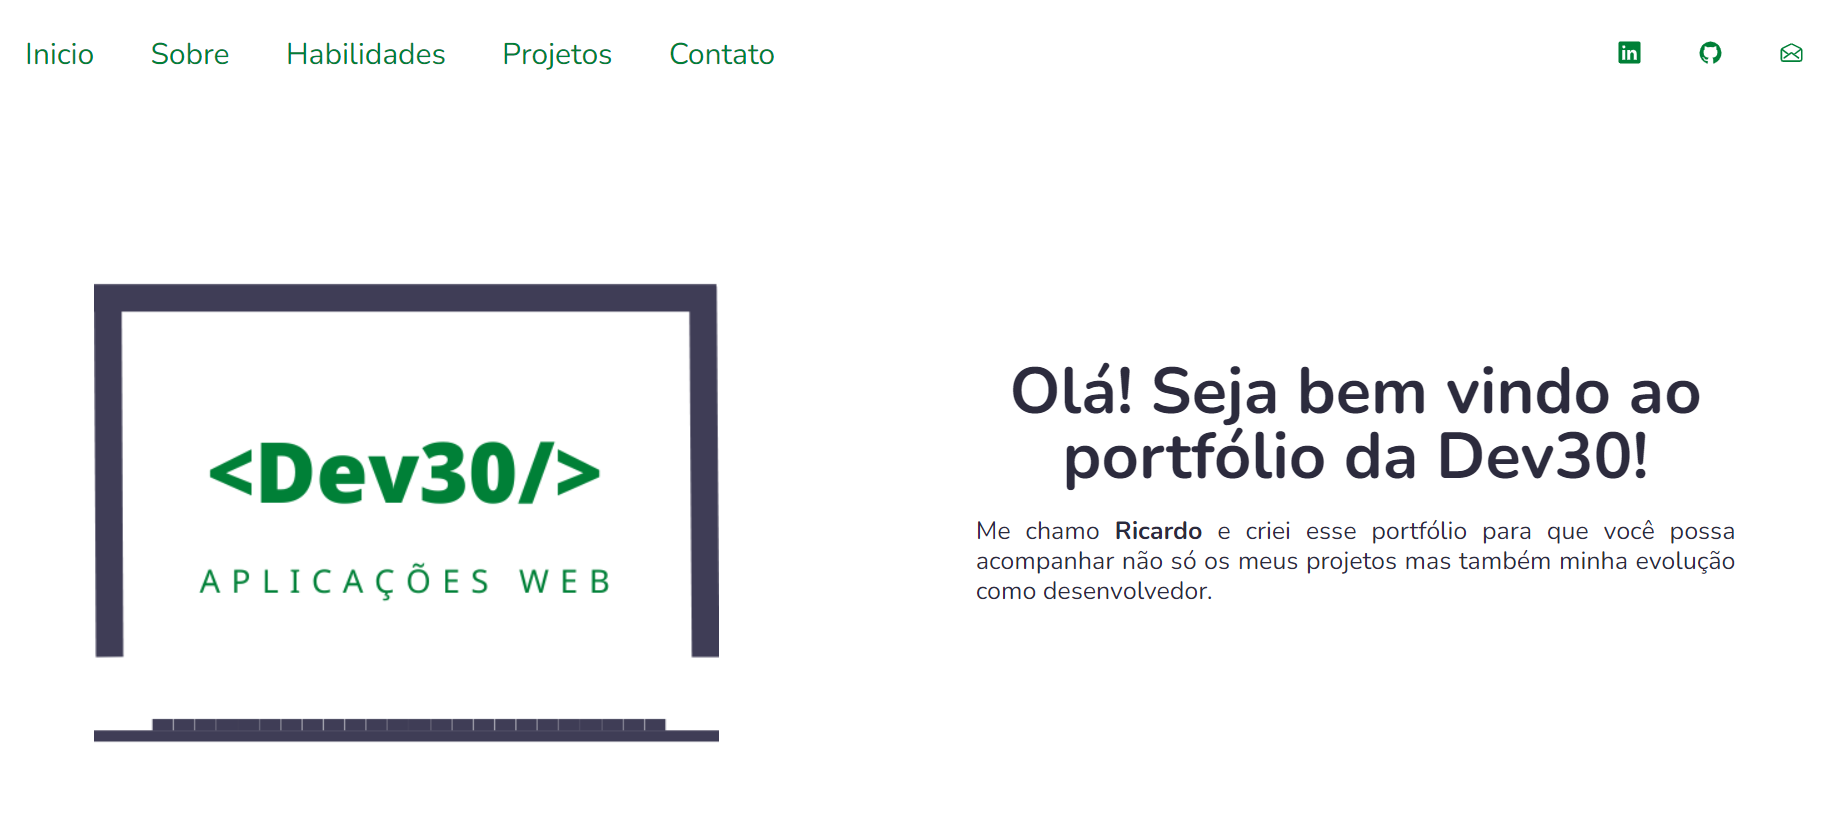 Inicio Sobre Habilidades Projetos Contato
<Dev30/>
APLICAÇÕES WEB
Olá! Seja bem vindo ao
portfólio da Dev30!
Me chamo Ricardo e criei esse portfólio para que você possa
acompanhar não só os meus projetos mas também minha evolução
como desenvolvedor.